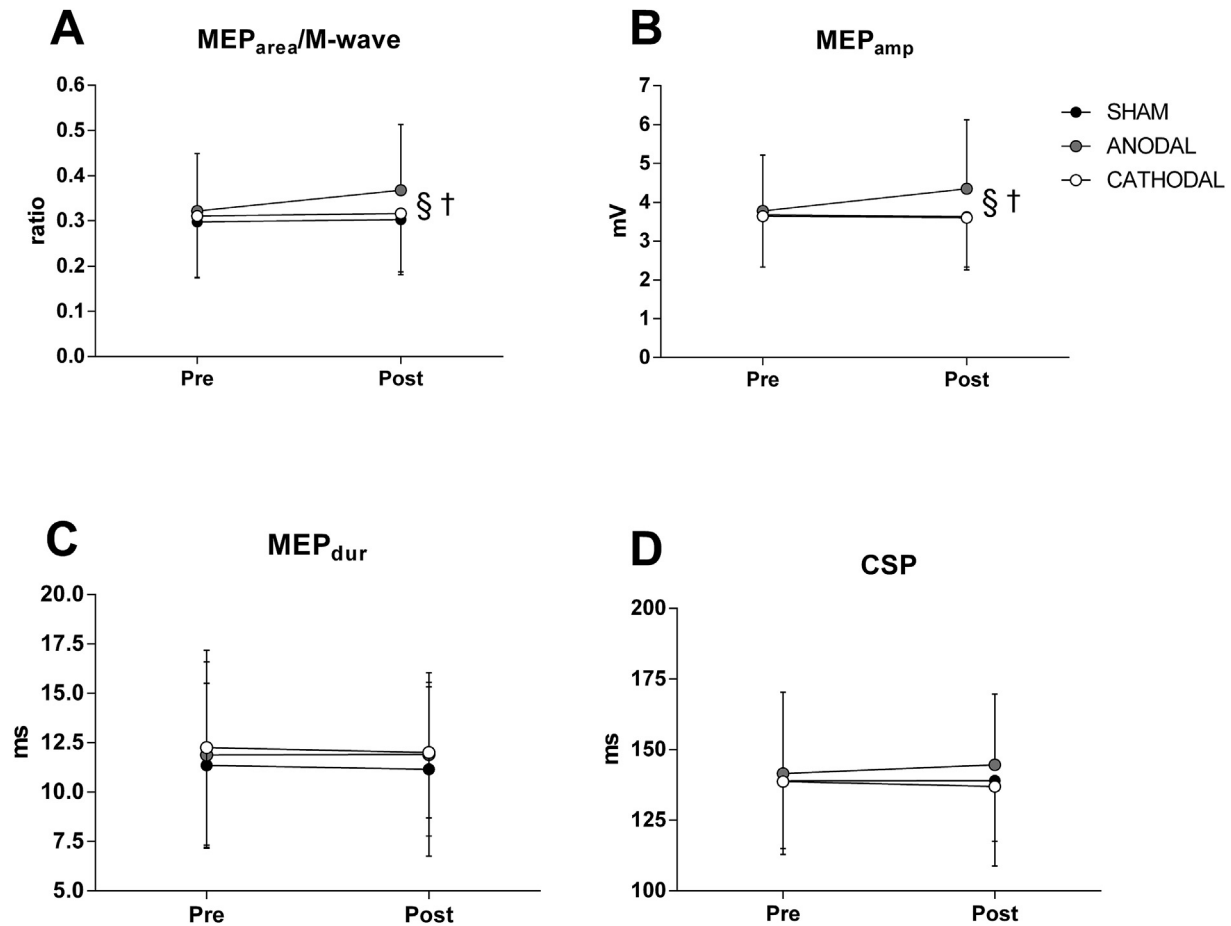 A
MEParea/M-wave
ratio
0.6
0.5
0.4
0.3
0.2
0.1
0.0
Pre
Post
§ †
B
MEPamp
mV
7
6
5
4
3
2
1
0
Pre
Post
§ †
SHAM
ANODAL
CATHODAL
C
MEPdur
ms
20.0
17.5
15.0
12.5
10.0
7.5
5.0
Pre
Post
D
CSP
ms
200
175
150
125
100
Pre
Post